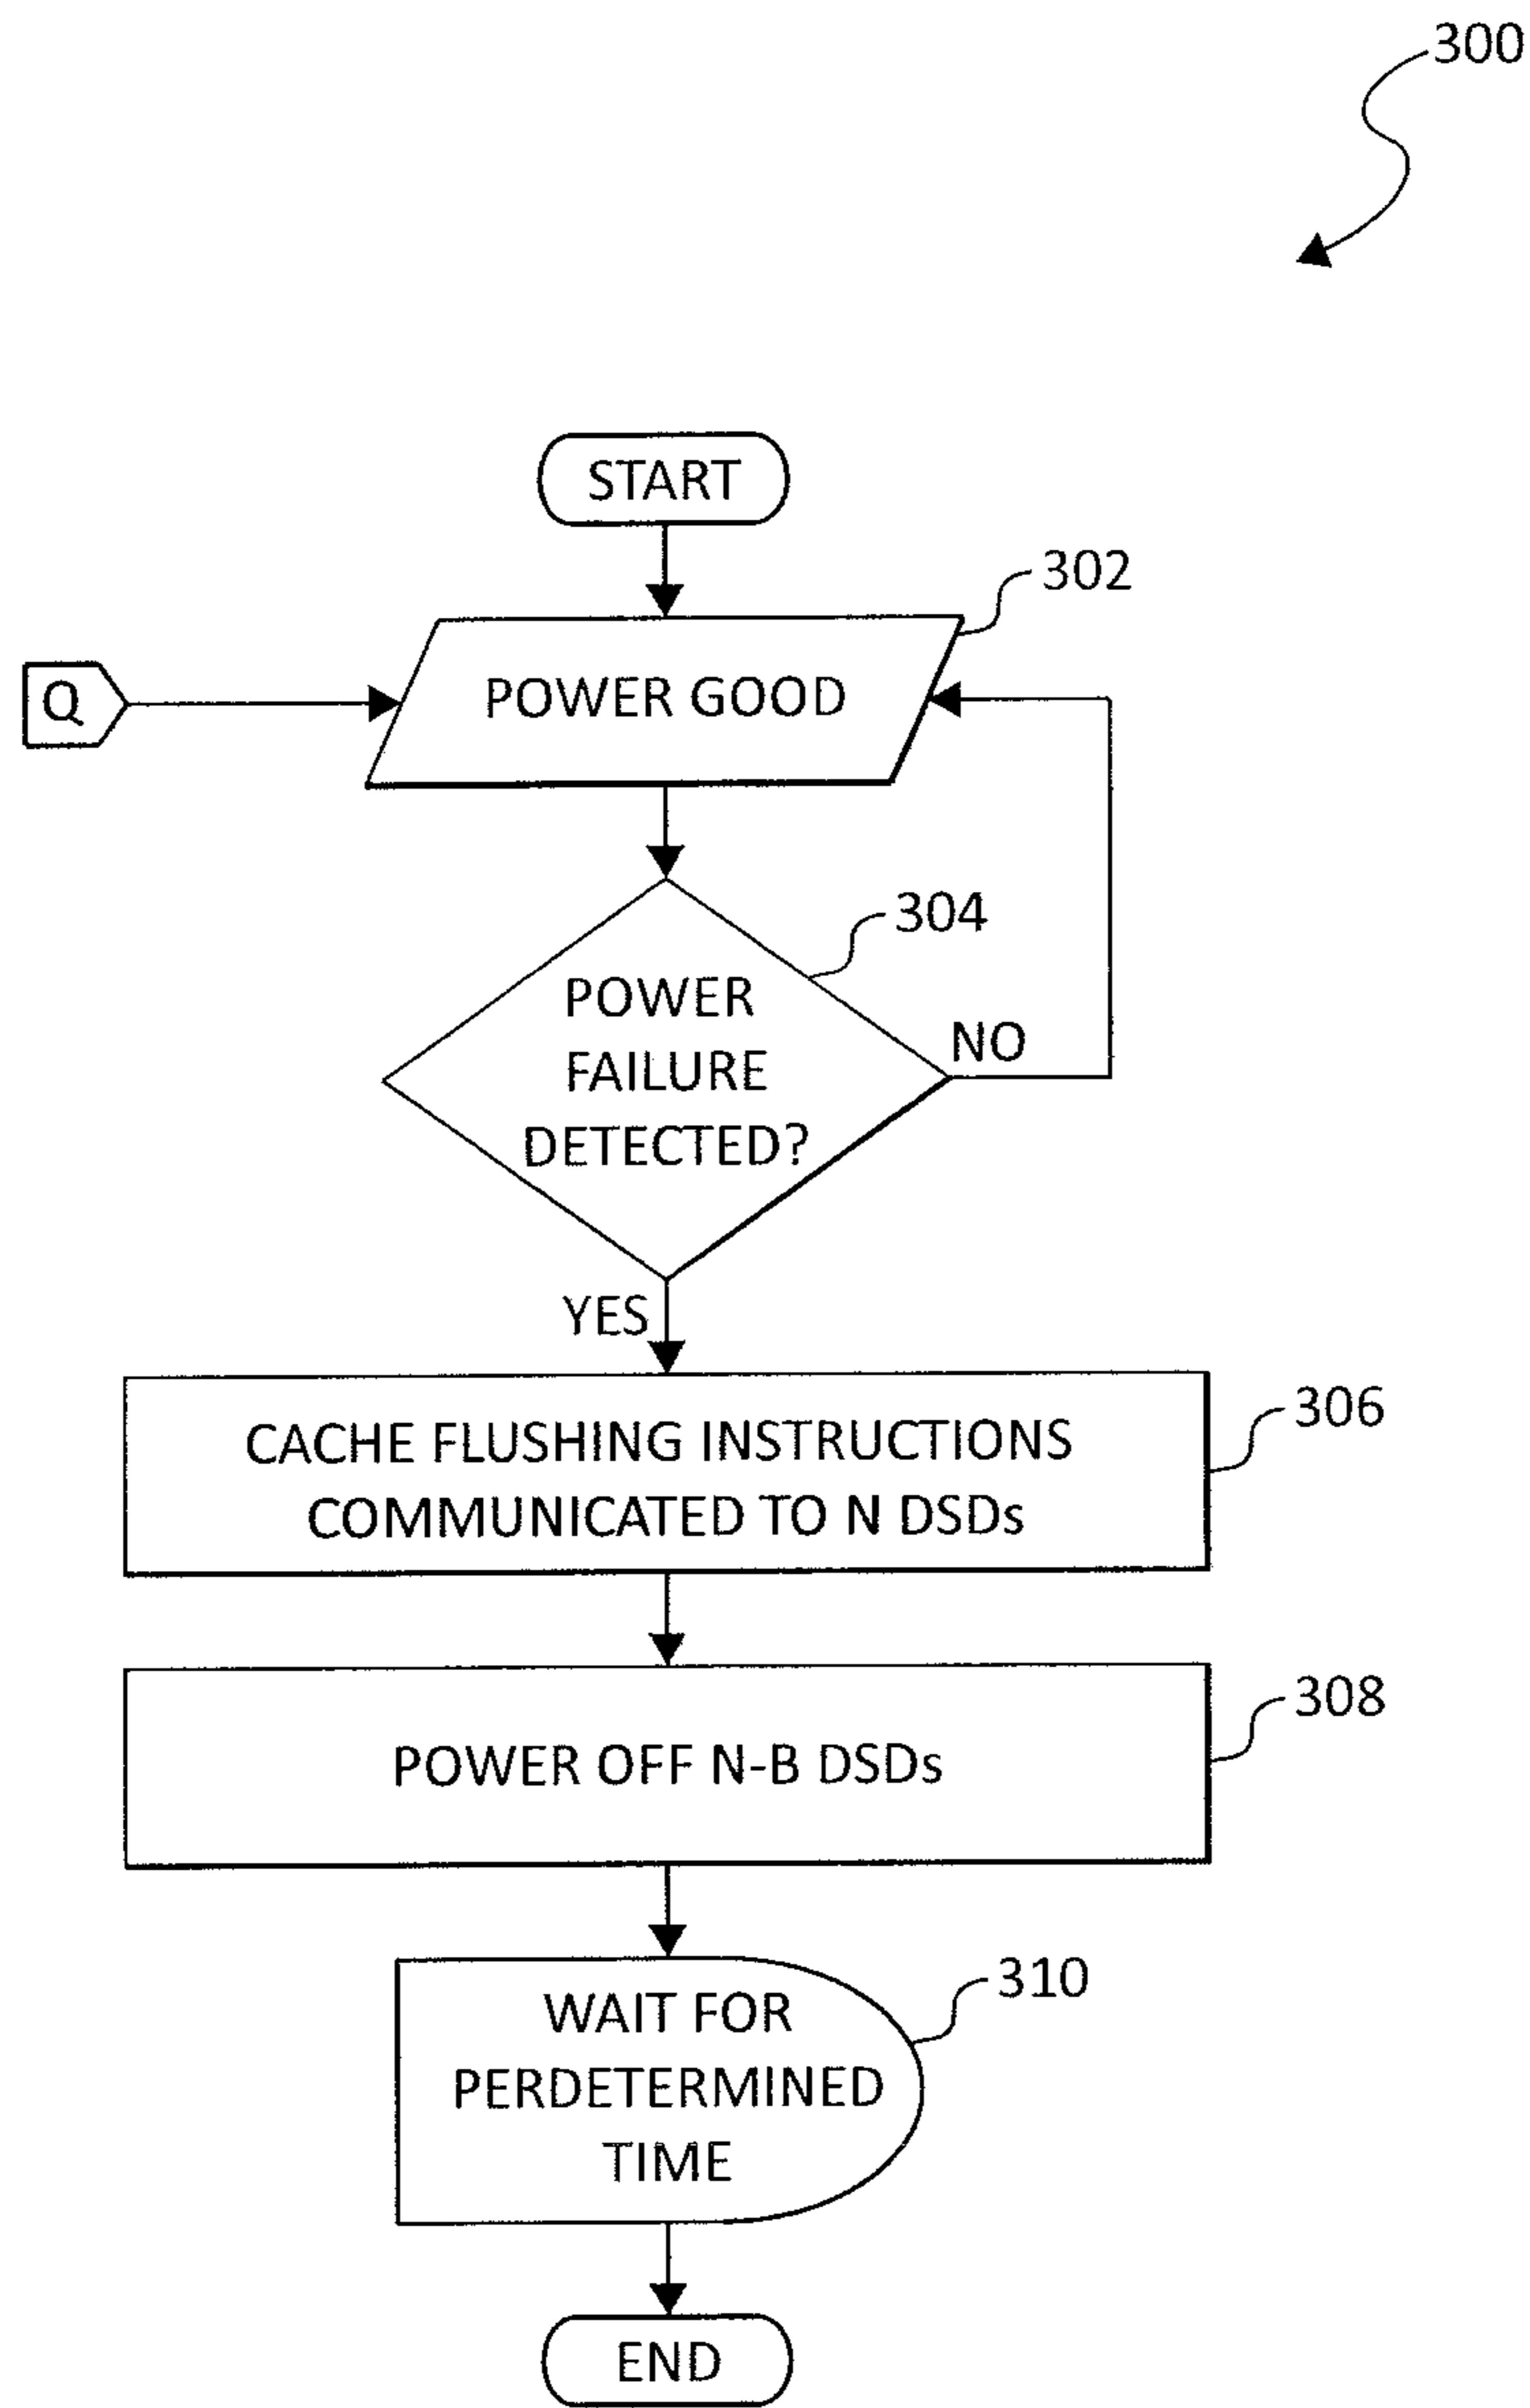 300
START
302
Q
POWER GOOD
304
POWER
FAILURE
DETECTED?
NO
YES
306
CACHE FLUSHING INSTRUCTIONS
COMMUNICATED TO N DSDs
308
POWER OFF N-B DSDs
310
WAIT FOR
PERDETERMINED
TIME
END